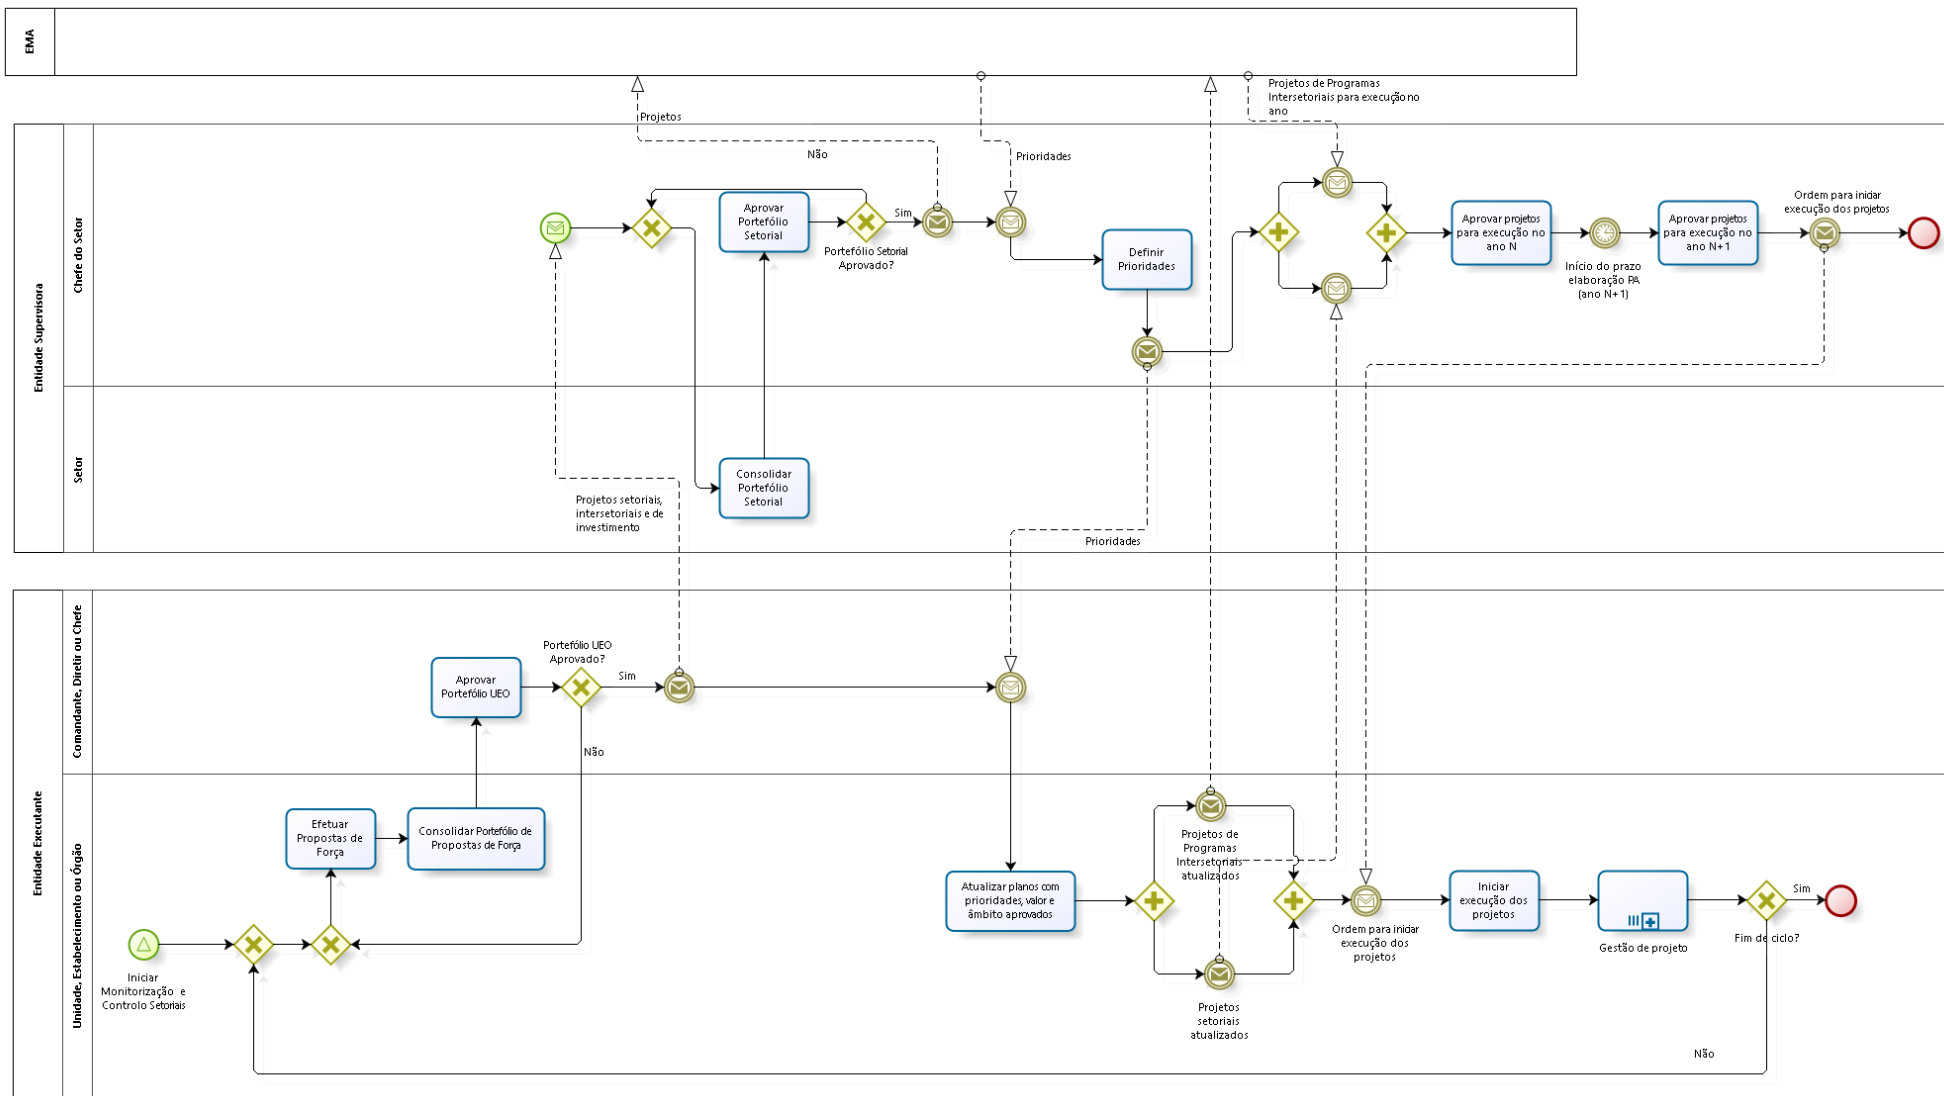 EMA
Projetos de Programas
Intersetoriais para execução no
ano
Projetos
Não
Prioridades
Entidade Supervisora
Chefe do Setor
Aprovar
Portefólio
Setorial
Sim
Portefólio Setorial
Aprovado?
Definir
Prioridades
Aprovar projetos
para execução no
ano N
Início do prazo
elaboração PA
(ano N+1)
Aprovar projetos
para execução no
ano N+1
Ordem para iniciar
execução dos projetos
Setor
Consolidar
Portefólio
Setorial
Projetos setoriais,
intersetoriais e de
investimento
Prioridades
Entidade Executante
Comandante, Diretir ou Chefe
Portefólio UEO
Aprovado?
Aprovar
Portefólio UEO
Sim
Não
Unidade, Estabelecimento ou Órgão
Efetuar
Propostas de
Força
Consolidar Portefólio de
Propostas de Força
Iniciar
Monitorização e
Controlo Setoriais
Atualizar planos com
prioridades, valor e
âmbito aprovados
Projetos de
Programas
Intersetoriais
atualizados
Projetos
setoriais
atualizados
Ordem para iniciar
execução dos
projetos
Iniciar
execução dos
projetos
Gestão de projeto
Sim
Fim de ciclo?
Não